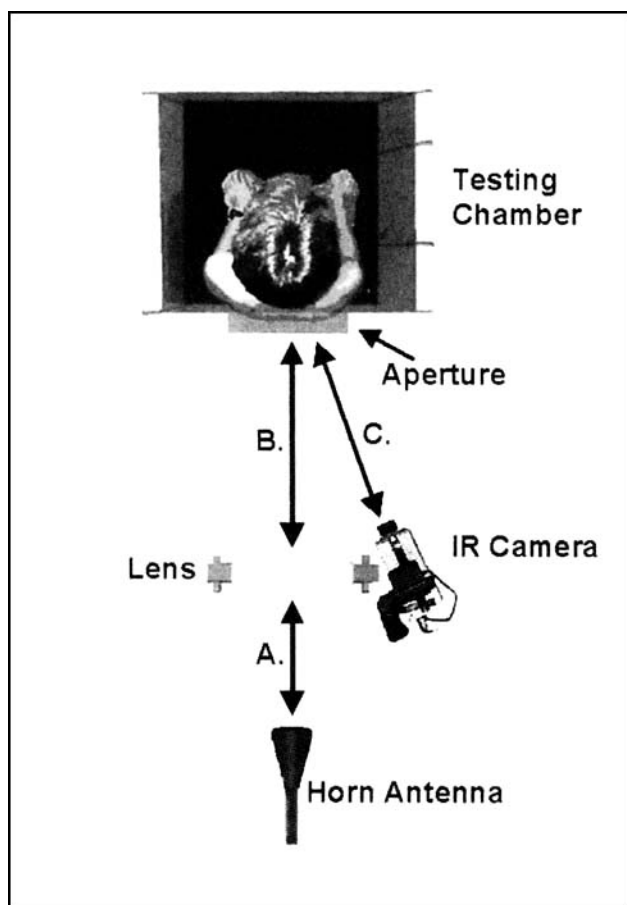 Testing
Chamber
Aperture
B.
C.
Lens
IR Camera
A.
Horn Antenna